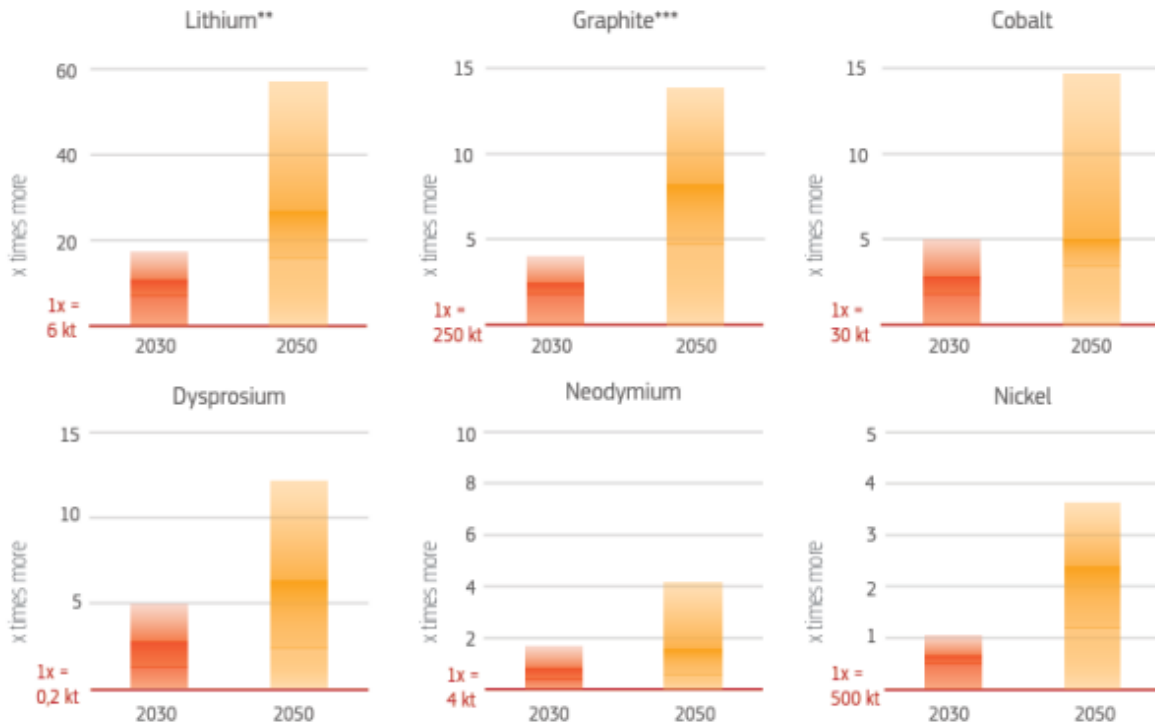 Lithium**
60
40
20
x times more
1x =
6 kt
2030
2050
Graphite***
15
10
5
x times more
1x =
250 kt
2030
2050
Cobalt
15
10
5
x times more
1x =
30 kt
2030
2050
Dysprosium
15
10
5
x times more
1x =
0,2 kt
2030
2050
Neodymium
10
8
6
4
2
x times more
1x =
4 kt
2030
2050
Nickel
5
4
3
2
1
x times more
1x =
500 kt
2030
2050